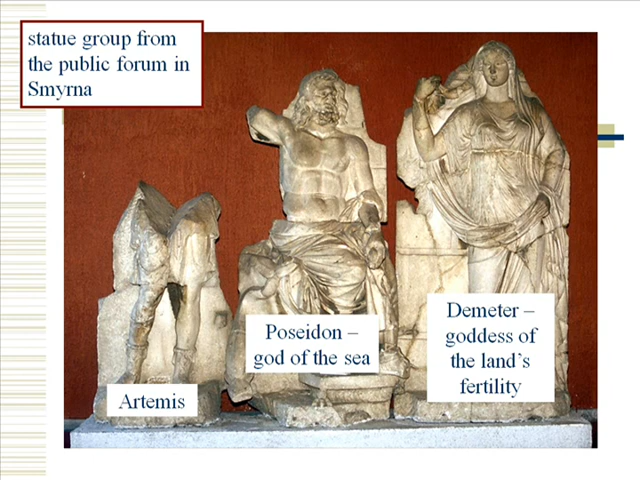 statue group from
the public forum in
Smyrna
Artemis
Poseidon –
god of the sea
Demeter –
goddess of
the land's
fertility